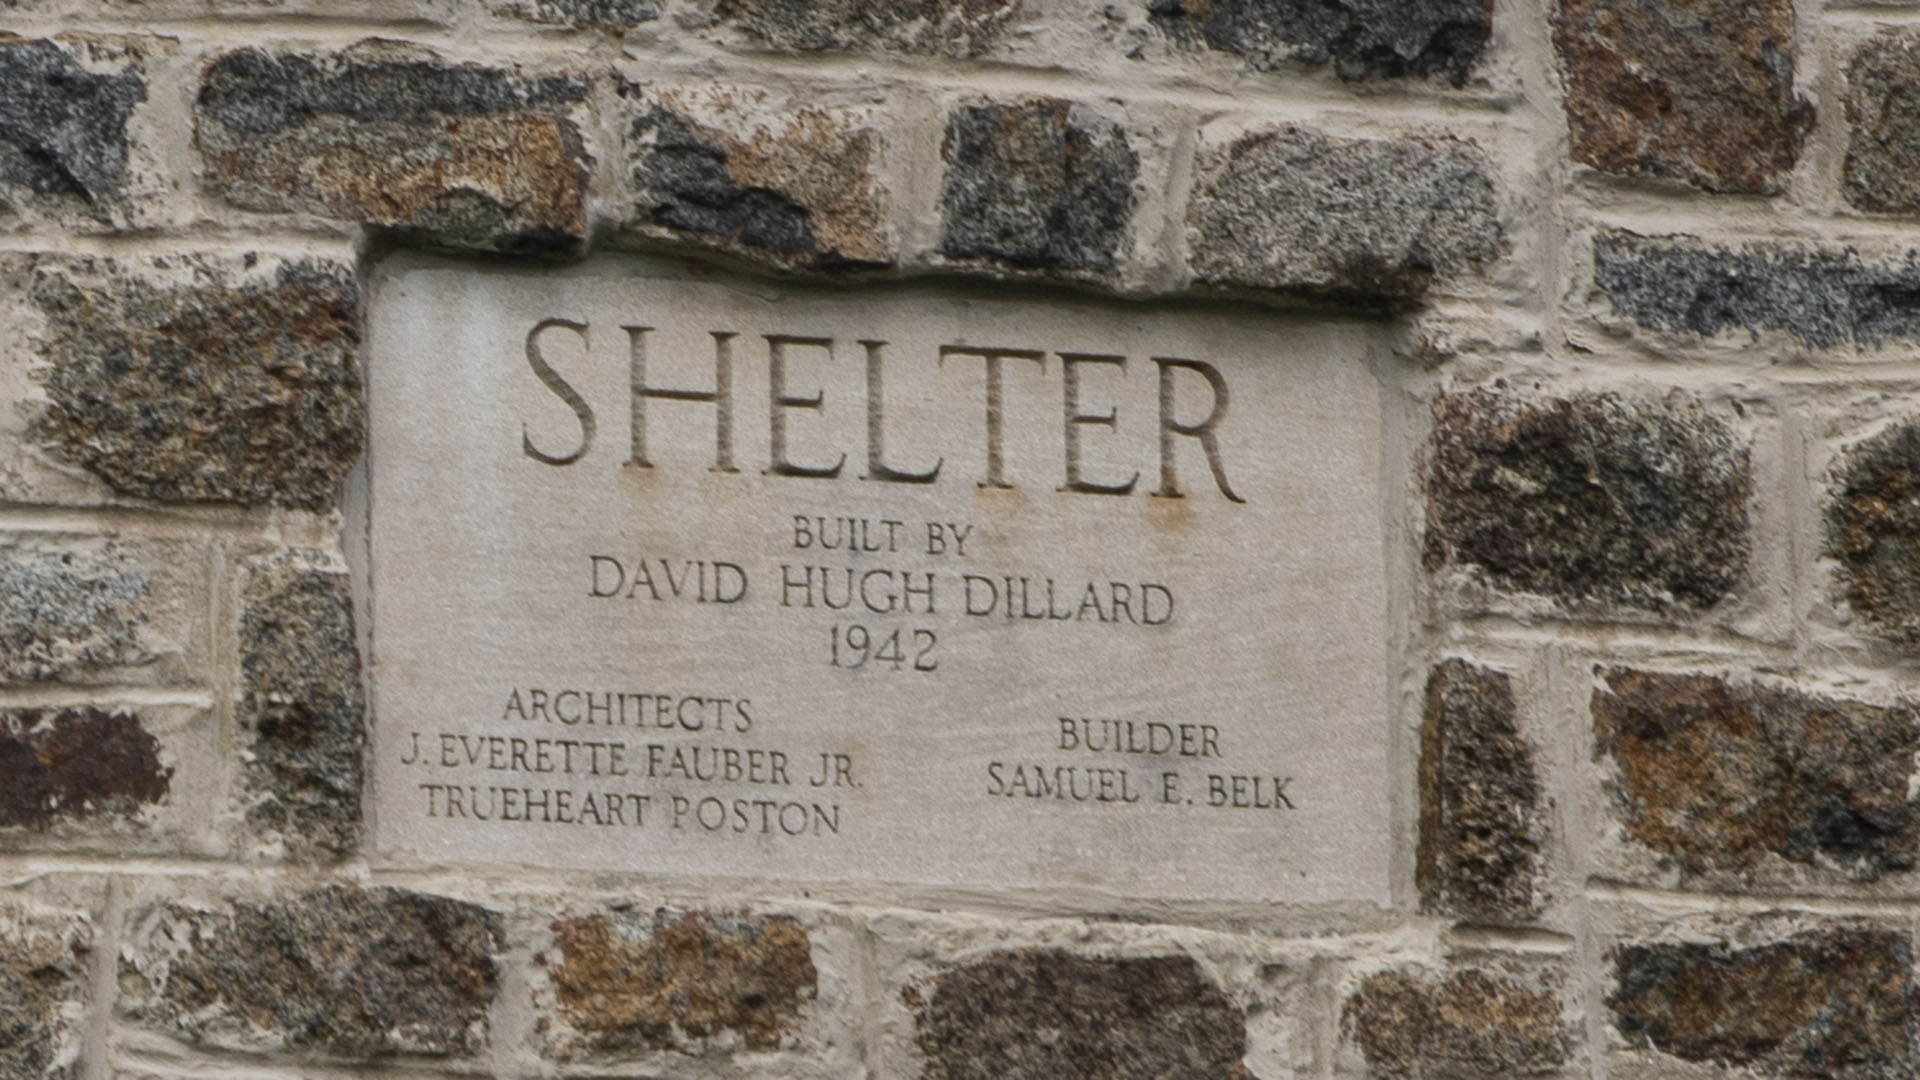 SHELTER
BUILT BY
DAVID HUGH DILLARD
1942
ARCHITECTS
J. EVERETTE FAUBER JR.
TRUEHEART POSTON
BUILDER
SAMUEL E. BELK